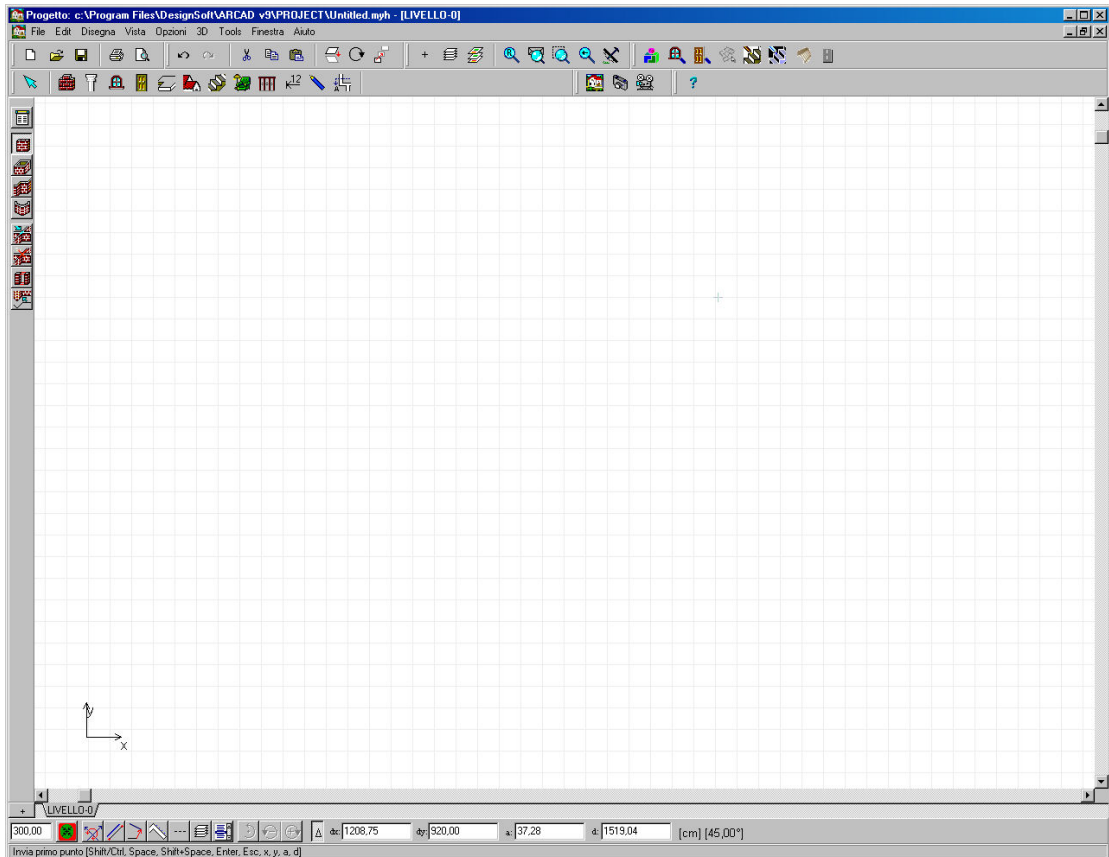 Progetto: c:\Program Files\DesignSoft\ARCAD v9\PROJECT\Untitled.myh - [LIVELLO-0]
File Edit Disegna Vista Opzioni 3D Tools Finestra Aiuto
12
?
y
x
+ LIVELLO-0
300,00 Δ dx: 1208,75 dy: 920,00 a: 37,28 d: 1519,04 [cm] [45,00°]
Invia primo punto [Shift/Ctrl, Space, Shift+Space, Enter, Esc, x, y, a, d]